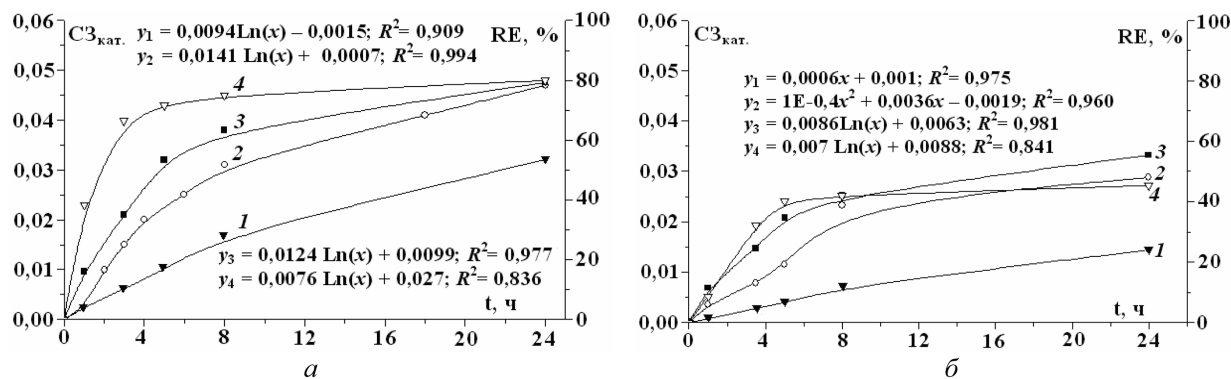 0,06
0,05
0,04
0,03
0,02
0,01
0,00
СЗкат.
y1 = 0,0094Ln(x) – 0,0015; R2= 0,909
y2 = 0,0141 Ln(x) + 0,0007; R2= 0,994
RE, %
100
80
60
40
20
0
4
3
2
1
y3 = 0,0124 Ln(x) + 0,0099; R2= 0,977
y4 = 0,0076 Ln(x) + 0,027; R2= 0,836
t, ч
0 4 8 12 16 20 24
а
0,06
0,05
0,04
0,03
0,02
0,01
0,00
СЗкат.
RE, %
100
80
60
40
20
0
y1 = 0,0006x + 0,001; R2= 0,975
y2 = 1E-0,4x2 + 0,0036x – 0,0019; R2= 0,960
y3 = 0,0086Ln(x) + 0,0063; R2= 0,981
y4 = 0,007 Ln(x) + 0,0088; R2= 0,841
3
2
4
1
t, ч
0 4 8 12 16 20 24
б